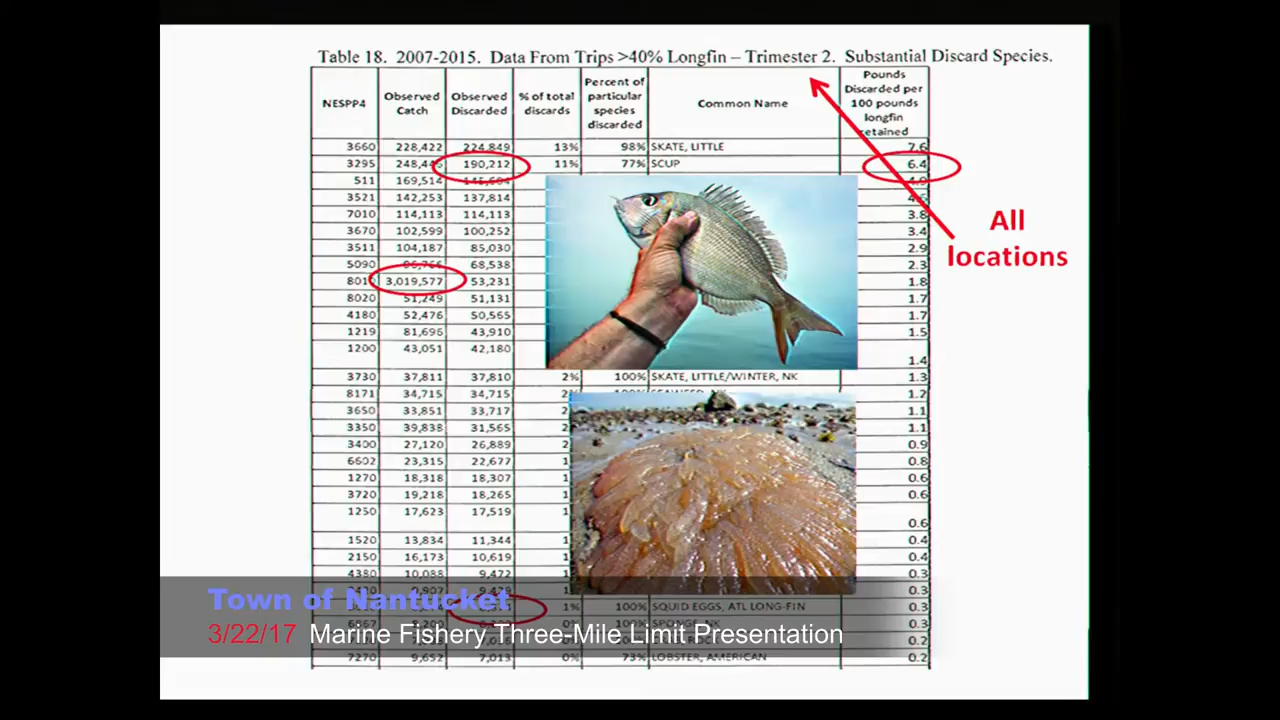 Table 18. 2007-2015. Data From Trips >40% Longfin – Trimester 2. Substantial Discard Species.
NESPP4 Observed Catch Observed Discarded % of total discards Percent of particular species discarded Common Name Pounds Discarded per 100 pounds longfin retained
3660 228,422 224,849 13% 98% SKATE, LITTLE 7.6
3295 190,212 11% 77% SCUP 6.4
511 169,514
3521 142,253 137,814
7010 114,113 114,113 3.8
3670 102,599 100,252 3.4
3511 104,187 85,030 2.9
5090 68,538 2.3
3,019,577 53,231 1.8
8020 51,249 51,131 1.7
4180 52,476 50,565 1.7
1219 81,696 43,910 1.5
1200 43,051 42,180 1.4
3730 37,811 37,810 2% 100% SKATE, LITTLE/WINTER, NK 1.3
8171 34,715 34,715 1.2
3650 33,851 33,717 1.1
3350 39,838 31,565 1.1
3400 27,120 26,889 0.9
6602 23,315 22,677 0.8
1270 18,318 18,307 0.6
3720 19,218 18,265 0.6
1250 17,623 17,519 0.6
1520 13,834 11,344 0.4
2150 16,173 10,619 0.4
4380 10,088 9,472 0.3
0.3
1% 100% SQUID EGGS, ATL LONG-FIN 0.3
0.3
0.2
7270 9,652 7,013 0% 73% LOBSTER, AMERICAN 0.2
All
locations
Town of Nantucket
3/22/17 Marine Fishery Three-Mile Limit Presentation